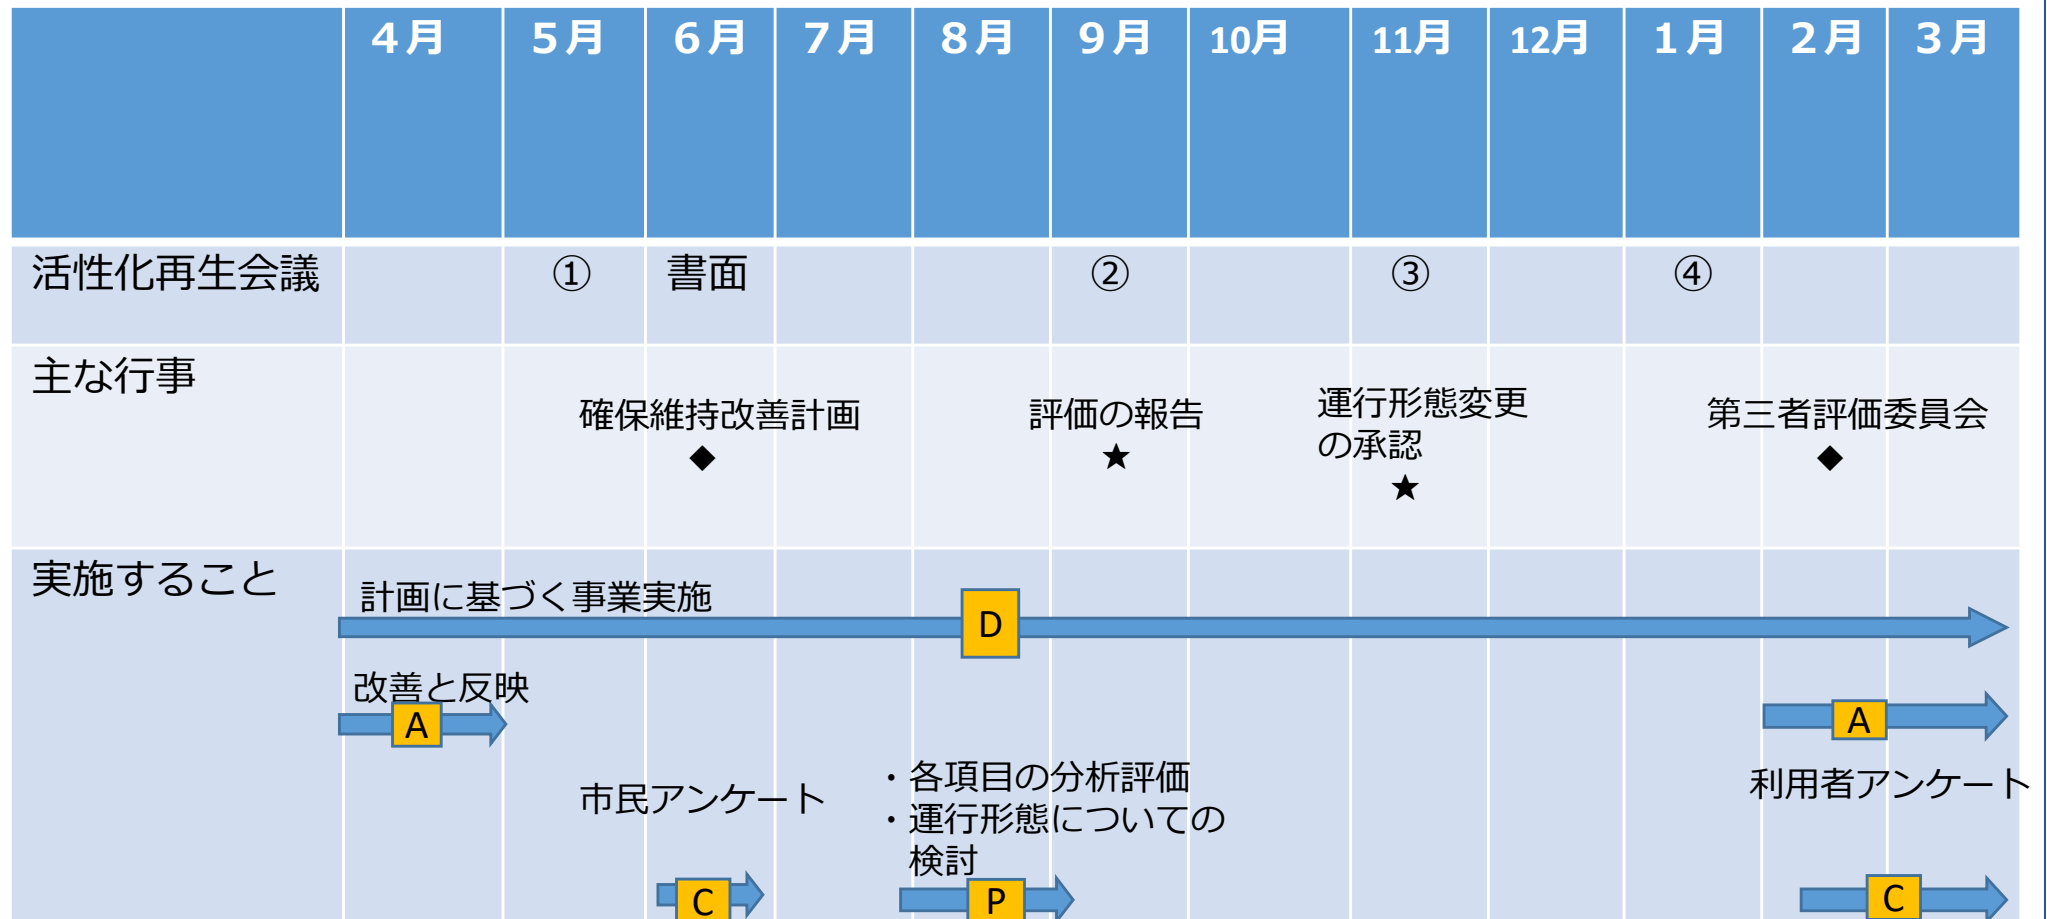 ４月 ５月 ６月 ７月 ８月 ９月 10月 11月 12月 １月 ２月 ３月
活性化再生会議 ① 書面 ② ③ ④
主な行事
確保維持改善計画
◆
評価の報告
★
運行形態変更
の承認
★
第三者評価委員会
◆
実施すること
計画に基づく事業実施
D
改善と反映
A
A
市民アンケート
C
・各項目の分析評価
・運行形態についての
検討
P
利用者アンケート
C